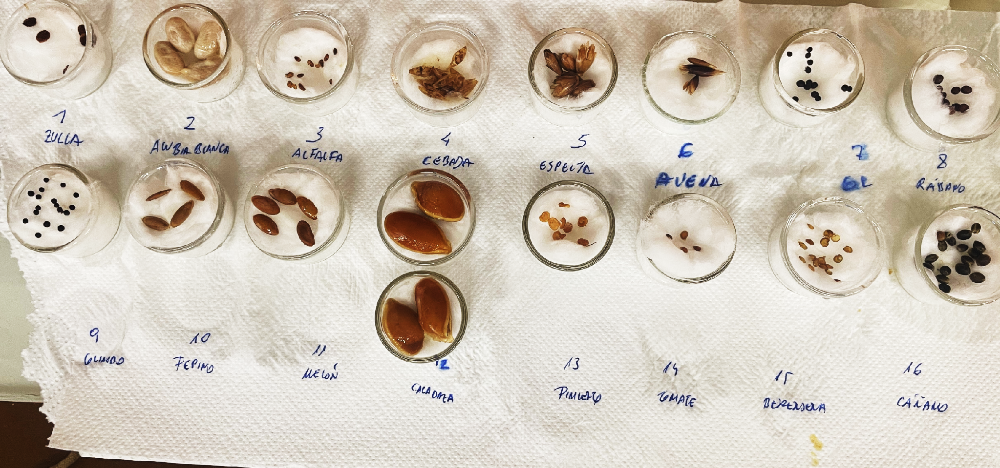 1
ZULLA
2
ALUBIA BLANCA
3
ALFALFA
4
CEBADA
5
ESPELTA
6
AVENA
7
8
RÁBANO
9
10
PEPINO
11
MELÓN
12
CALABAZA
13
PIMIENTO
14
TOMATE
15
BERENJENA
16
CÁÑAMO